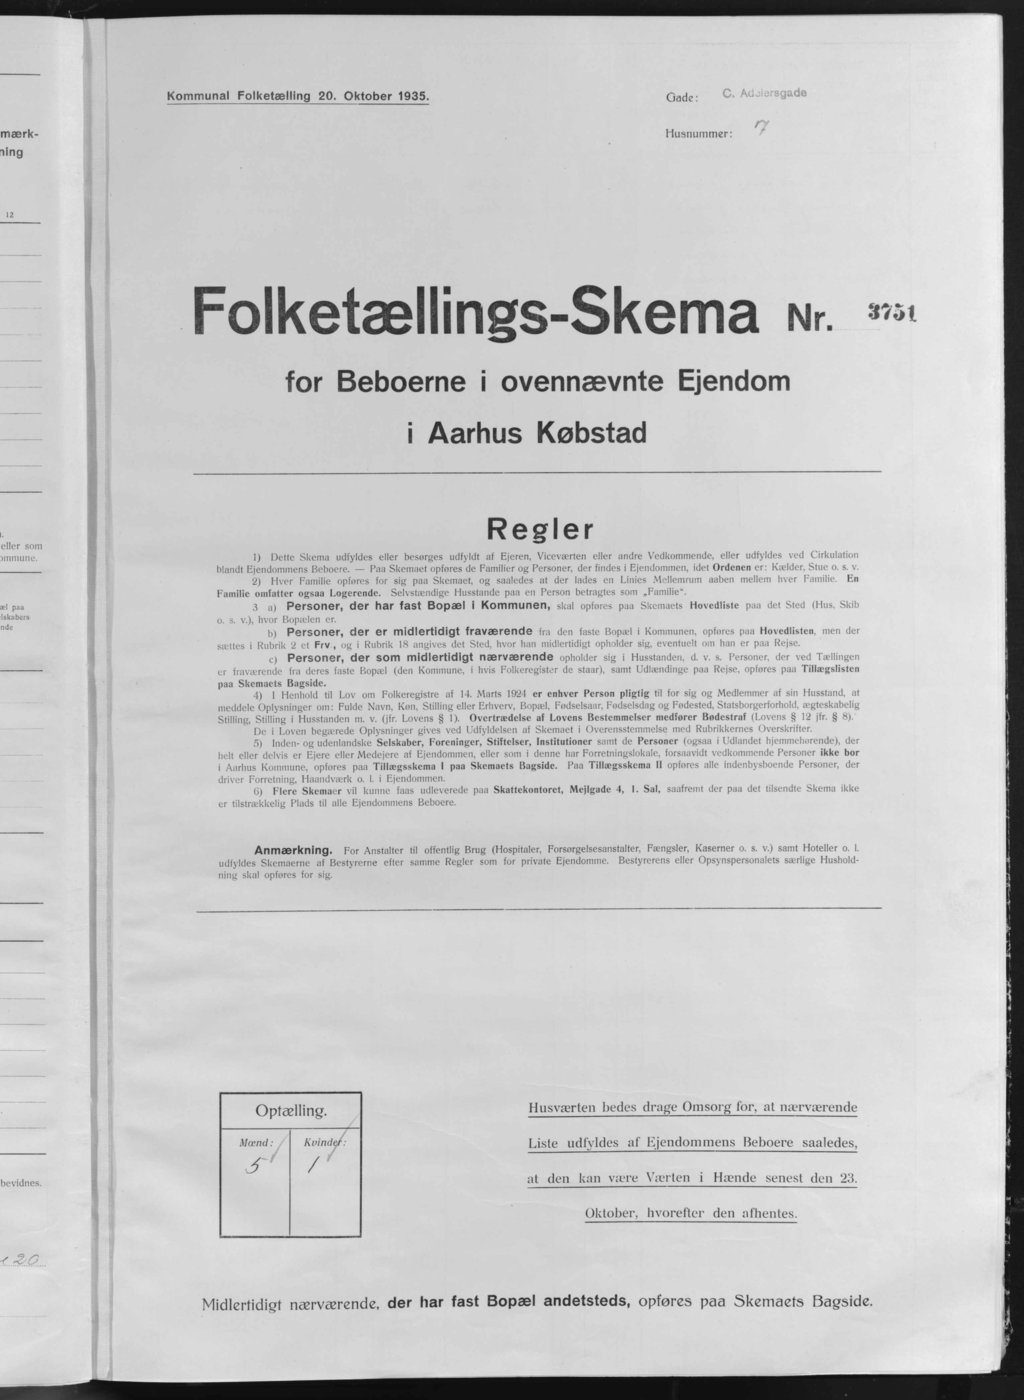 mærk-
ning
12
eller som
ommune.
æl paa
elskabers
nde
bevidnes.
20
Kommunal Folketælling 20. Oktober 1935.
Gade: C. Adelersgade
Husnummer: 7
Folketællings-Skema Nr. 3751
for Beboerne i ovennævnte Ejendom
i Aarhus Købstad
Regler
1) Dette Skema udfyldes eller besørges udfyldt af Ejeren, Viceværten eller andre Vedkommende, eller udfyldes ved Cirkulation
blandt Ejendommens Beboere. — Paa Skemaet opføres de Familier og Personer, der findes i Ejendommen, idet Ordenen er: Kælder, Stue o. s. v.
2) Hver Familie opføres for sig paa Skemaet, og saaledes at der lades en Linies Mellemrum aaben mellem hver Familie. En
Familie omfatter ogsaa Logerende. Selvstændige Husstande paa en Person betragtes som „Familie".
3 a) Personer, der har fast Bopæl i Kommunen, skal opføres paa Skemaets Hovedliste paa det Sted (Hus, Skib
o. s. v.), hvor Bopælen er.
b) Personer, der er midlertidigt fraværende fra den faste Bopæl i Kommunen, opføres paa Hovedlisten, men der
sættes i Rubrik 2 et Frv., og i Rubrik 18 angives det Sted, hvor han midlertidigt opholder sig, eventuelt om han er paa Rejse.
c) Personer, der som midlertidigt nærværende opholder sig i Husstanden, d. v. s. Personer, der ved Tællingen
er fraværende fra deres faste Bopæl (den Kommune, i hvis Folkeregister de staar), samt Udlændinge paa Rejse, opføres paa Tillægslisten
paa Skemaets Bagside.
4) I Henhold til Lov om Folkeregistre af 14. Marts 1924 er enhver Person pligtig til for sig og Medlemmer af sin Husstand, at
meddele Oplysninger om: Fulde Navn, Køn, Stilling eller Erhverv, Bopæl, Fødselsaar, Fødselsdag og Fødested, Statsborgerforhold, ægteskabelig
Stilling, Stilling i Husstanden m. v. (jfr. Lovens § 1). Overtrædelse af Lovens Bestemmelser medfører Bødestraf (Lovens § 12 jfr. § 8).
De i Loven begærede Oplysninger gives ved Udfyldelsen af Skemaet i Overensstemmelse med Rubrikkernes Overskrifter.
5) Inden- og udenlandske Selskaber, Foreninger, Stiftelser, Institutioner samt de Personer (ogsaa i Udlandet hjemmehørende), der
helt eller delvis er Ejere eller Medejere af Ejendommen, eller som i denne har Forretningslokale, forsaavidt vedkommende Personer ikke bor
i Aarhus Kommune, opføres paa Tillægsskema I paa Skemaets Bagside. Paa Tillægsskema II opføres alle indenbysboende Personer, der
driver Forretning, Haandværk o. l. i Ejendommen.
6) Flere Skemaer vil kunne faas udleverede paa Skattekontoret, Mejlgade 4, 1. Sal, saafremt der paa det tilsendte Skema ikke
er tilstrækkelig Plads til alle Ejendommens Beboere.
Anmærkning. For Anstalter til offentlig Brug (Hospitaler, Forsørgelsesanstalter, Fængsler, Kaserner o. s. v.) samt Hoteller o. l.
udfyldes Skemaerne af Bestyrerne efter samme Regler som for private Ejendomme. Bestyrerens eller Opsynspersonalets særlige Hushold-
ning skal opføres for sig.
Optælling.
Mænd: Kvinder:
5 1
Husværten bedes drage Omsorg for, at nærværende
Liste udfyldes af Ejendommens Beboere saaledes,
at den kan være Værten i Hænde senest den 23.
Oktober, hvorefter den afhentes.
Midlertidigt nærværende, der har fast Bopæl andetsteds, opføres paa Skemaets Bagside.